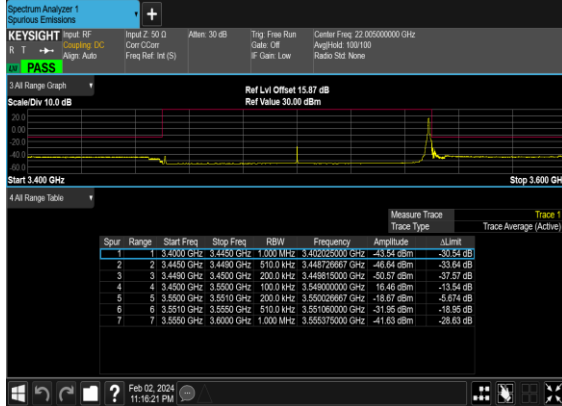 Spectrum Analyzer 1
Spurious Emissions
+
KEYSIGHT Input: RF Input Z: 50 Ω Atten: 30 dB Trig: Free Run Center Freq: 22.005000000 GHz
R T Coupling: DC Corr CCorr Gate: Off Avg|Hold: 100/100
Align: Auto Freq Ref: Int (S) IF Gain: Low Radio Std: None
PASS
3 All Range Graph
Ref Lvl Offset 15.87 dB
Scale/Div 10.0 dB Ref Value 30.00 dBm
20.0
0.00
-20.0
-40.0
-60.0
Start 3.400 GHz Stop 3.600 GH
4 All Range Table
Measure Trace Trace 1
Trace Type Trace Average (Active)
Spur Range Start Freq Stop Freq RBW Frequency Amplitude ΔLimit
1 1 3.4000 GHz 3.4450 GHz 1.000 MHz 3.402025000 GHz -43.54 dBm -30.54 dB
2 2 3.4450 GHz 3.4490 GHz 510.0 kHz 3.448726667 GHz -46.64 dBm -33.64 dB
3 3 3.4490 GHz 3.4500 GHz 200.0 kHz 3.449815000 GHz -50.57 dBm -37.57 dB
4 4 3.4500 GHz 3.5500 GHz 100.0 kHz 3.549000000 GHz 16.46 dBm -13.54 dB
5 5 3.5500 GHz 3.5510 GHz 200.0 kHz 3.550026667 GHz -18.67 dBm -5.674 dB
6 6 3.5510 GHz 3.5550 GHz 510.0 kHz 3.551060000 GHz -31.95 dBm -18.95 dB
7 7 3.5550 GHz 3.6000 GHz 1.000 MHz 3.555375000 GHz -41.63 dBm -28.63 dB
? Feb 02, 2024
11:16:21 PM